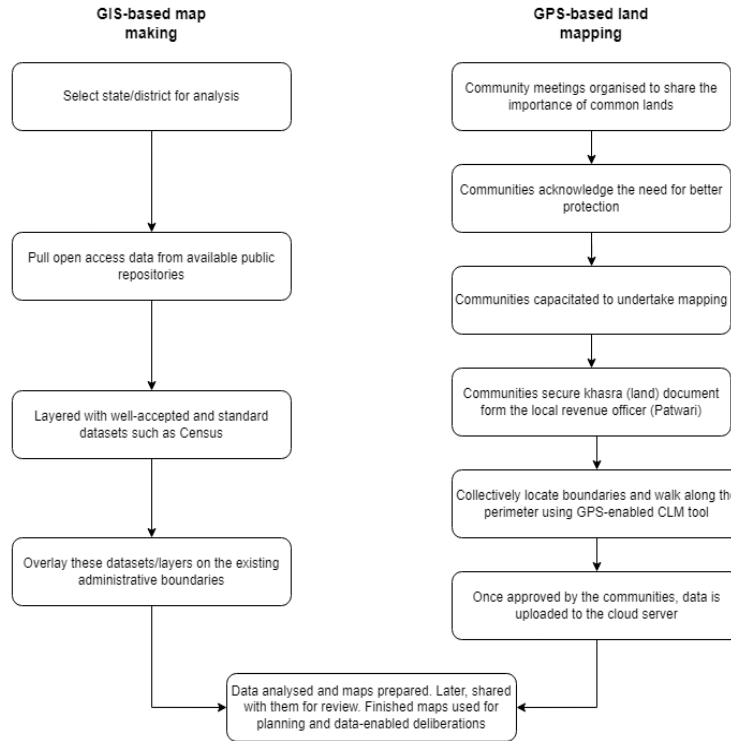 GIS-based map
making
Select state/district for analysis
Pull open access data from available public
repositories
Layered with well-accepted and standard
datasets such as Census
Overlay these datasets/layers on the existing
administrative boundaries
GPS-based land
mapping
Community meetings organised to share the
importance of common lands
Communities acknowledge the need for better
protection
Communities capacitated to undertake mapping
Communities secure khasra (land) document
form the local revenue officer (Patwari)
Collectively locate boundaries and walk along the
perimeter using GPS-enabled CLM tool
Once approved by the communities, data is
uploaded to the cloud server
Data analysed and maps prepared. Later, shared
with them for review. Finished maps used for
planning and data-enabled deliberations